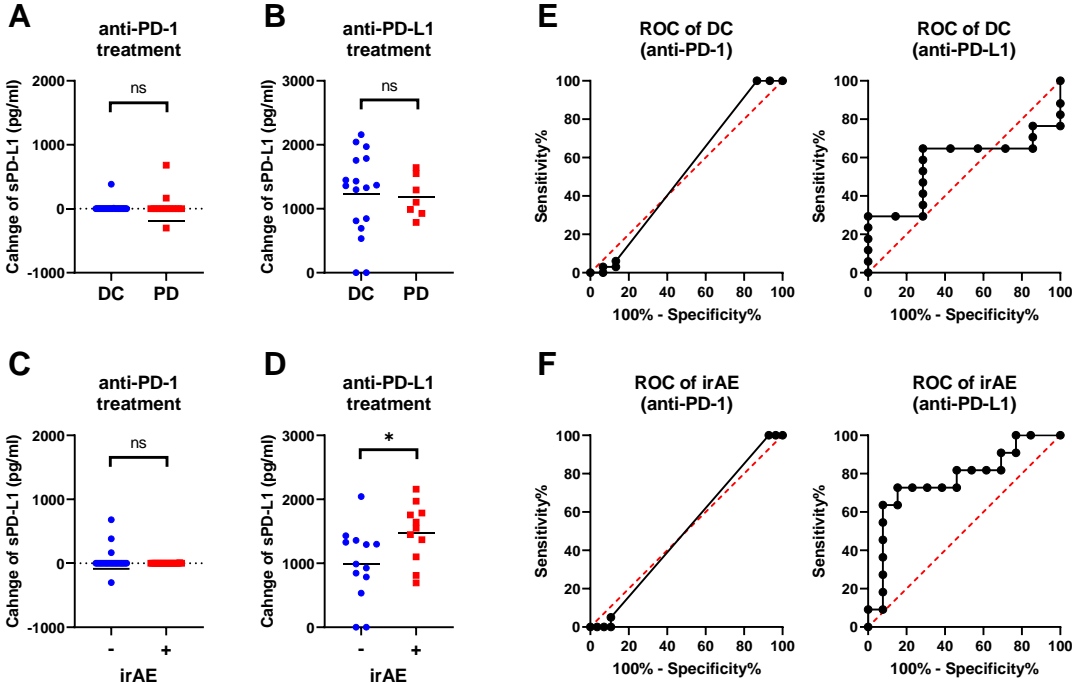 A
anti-PD-1
treatment
Cahnge of sPD-L1 (pg/ml)
2000
1000
0
-1000
ns
DC PD
B
anti-PD-L1
treatment
Cahnge of sPD-L1 (pg/ml)
3000
2000
1000
0
ns
DC PD
E
ROC of DC
(anti-PD-1)
Sensitivity%
100
80
60
40
20
0
0 20 40 60 80 100
100% - Specificity%
ROC of DC
(anti-PD-L1)
Sensitivity%
100
80
60
40
20
0
0 20 40 60 80 100
100% - Specificity%
C
anti-PD-1
treatment
Cahnge of sPD-L1 (pg/ml)
2000
1000
0
-1000
ns
- +
irAE
D
anti-PD-L1
treatment
Cahnge of sPD-L1 (pg/ml)
3000
2000
1000
0
*
- +
irAE
F
ROC of irAE
(anti-PD-1)
Sensitivity%
100
80
60
40
20
0
0 20 40 60 80 100
100% - Specificity%
ROC of irAE
(anti-PD-L1)
Sensitivity%
100
80
60
40
20
0
0 20 40 60 80 100
100% - Specificity%